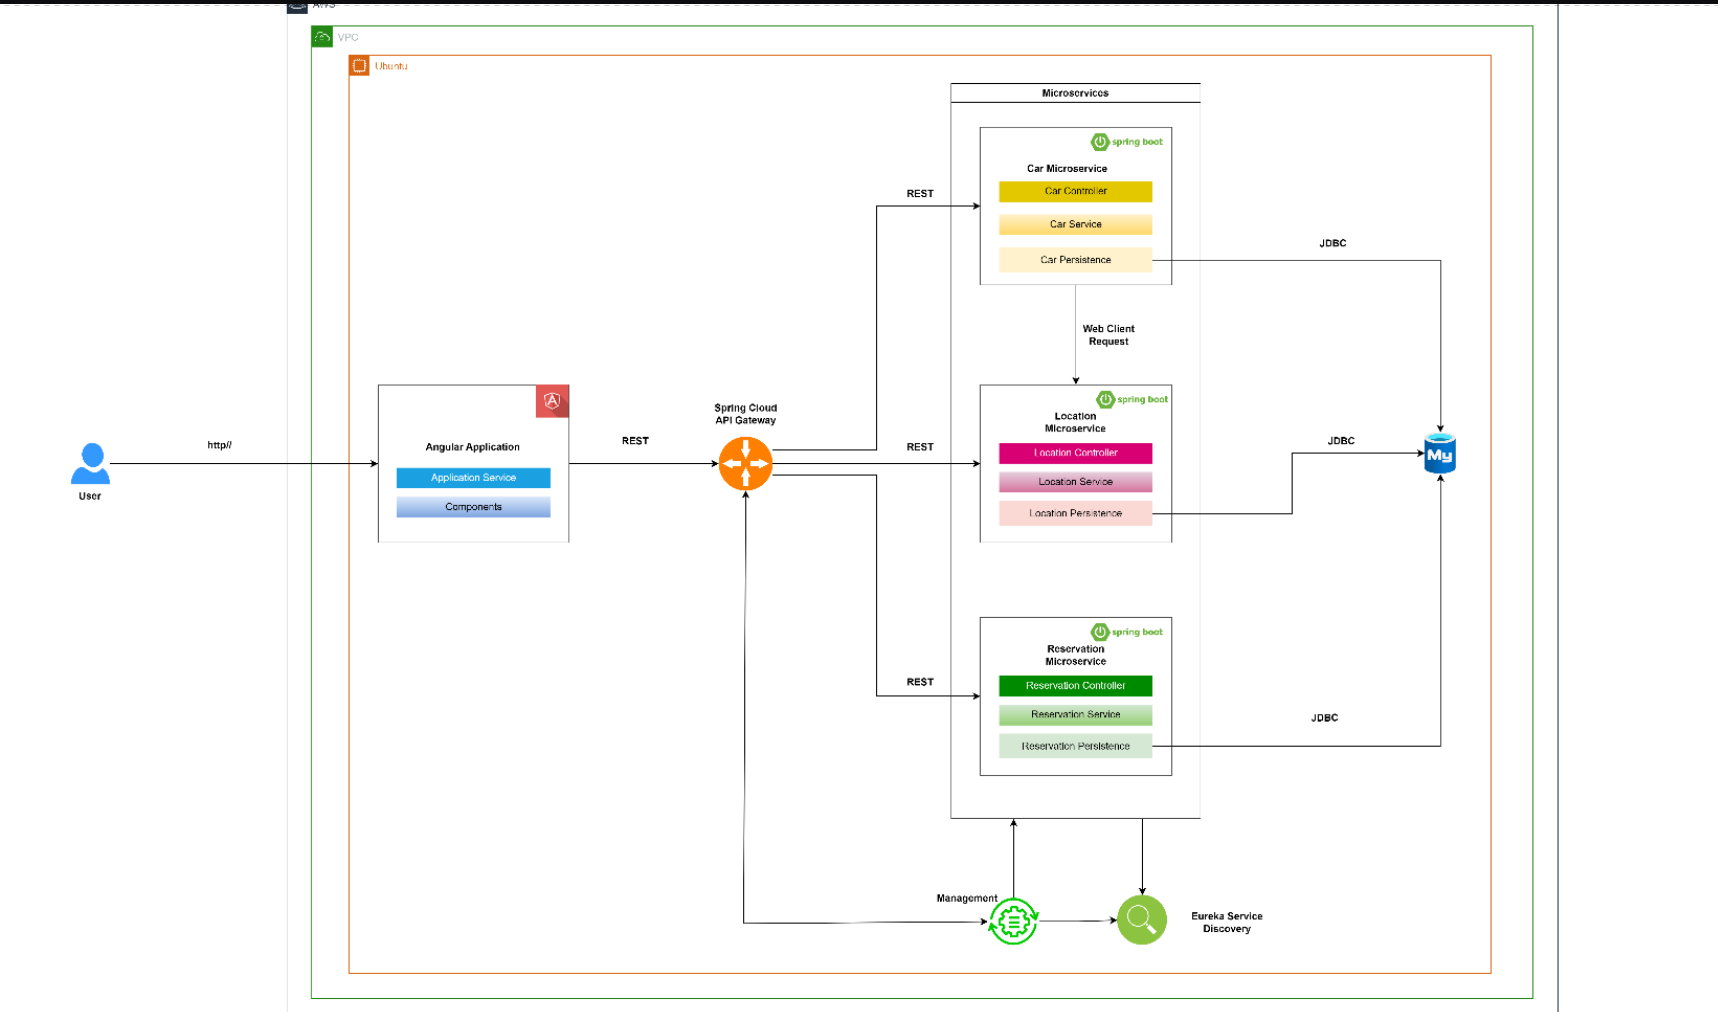 AWS
VPC
Ubuntu
Microservices
spring boot
Car Microservice
Car Controller
Car Service
Car Persistence
REST
JDBC
Web Client
Request
spring boot
Location
Microservice
Location Controller
Location Service
Location Persistence
Spring Cloud
API Gateway
Angular Application
Application Service
Components
http//
User
REST
REST
JDBC
My
spring boot
Reservation
Microservice
Reservation Controller
Reservation Service
Reservation Persistence
REST
JDBC
Management
Eureka Service
Discovery